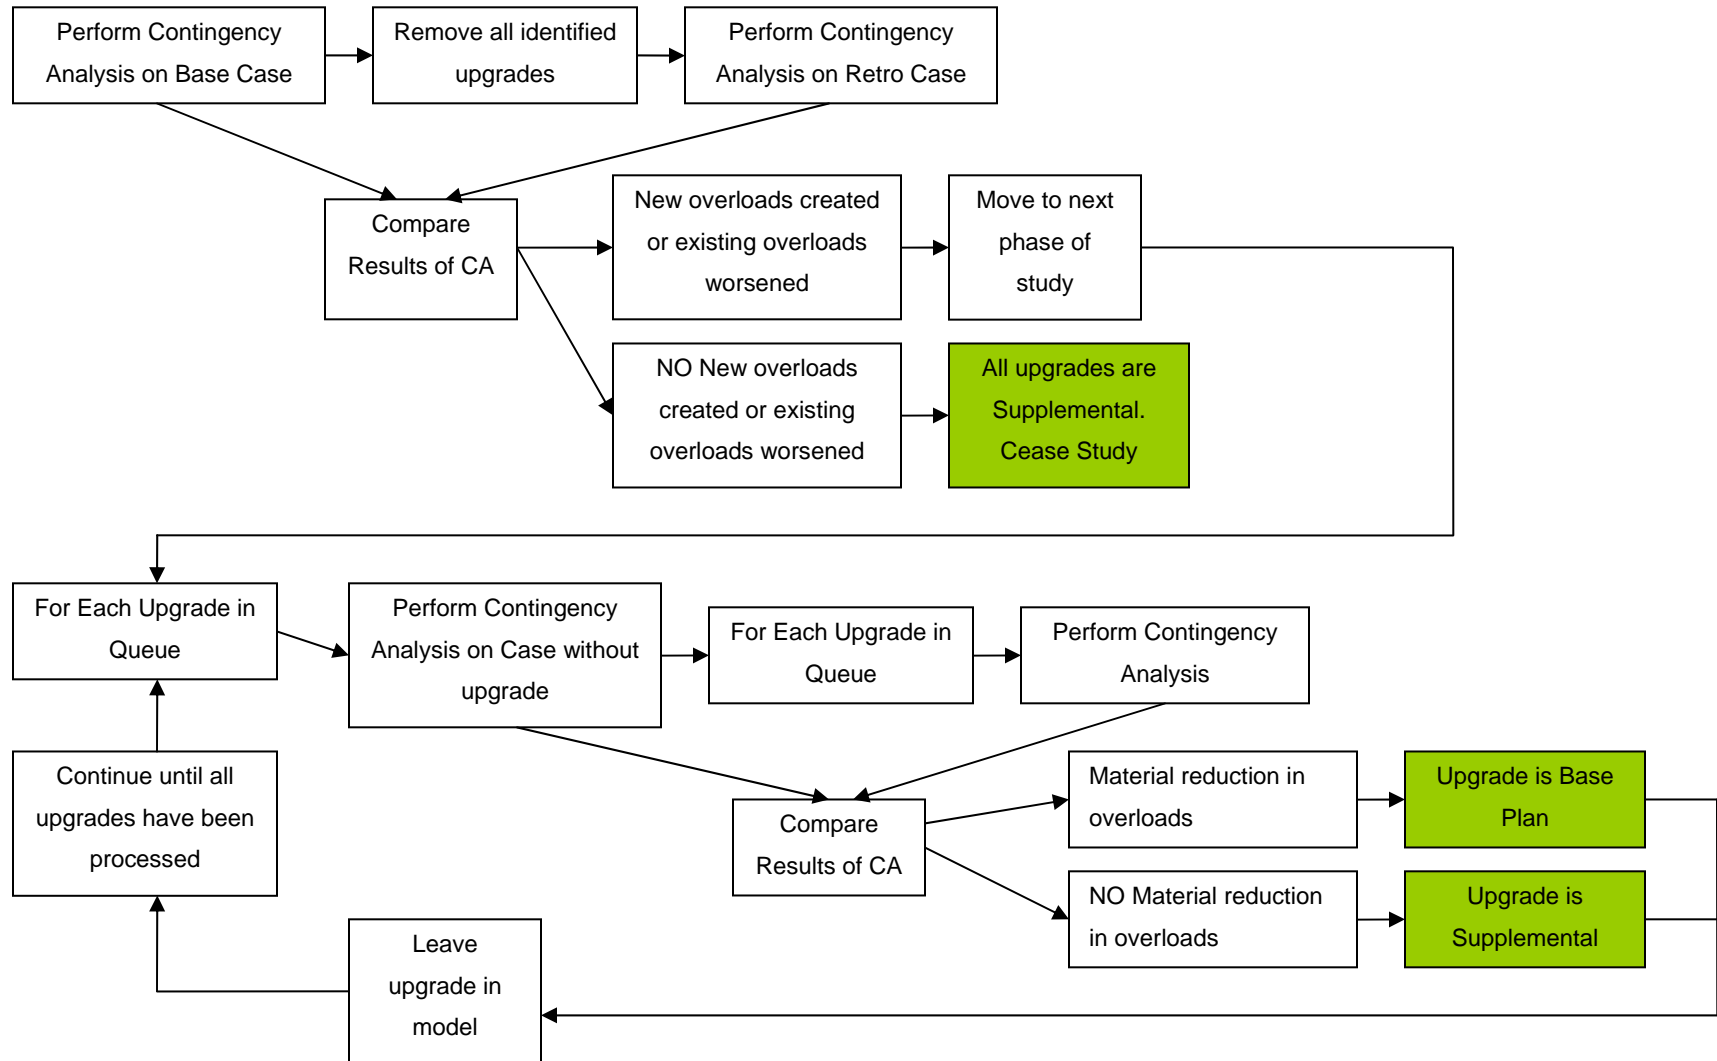 Perform Contingency
Analysis on Base Case
Remove all identified
upgrades
Perform Contingency
Analysis on Retro Case
Compare
Results of CA
New overloads created
or existing overloads
worsened
Move to next
phase of
study
NO New overloads
created or existing
overloads worsened
All upgrades are
Supplemental.
Cease Study
For Each Upgrade in
Queue
Perform Contingency
Analysis on Case without
upgrade
For Each Upgrade in
Queue
Perform Contingency
Analysis
Continue until all
upgrades have been
processed
Compare
Results of CA
Material reduction in
overloads
Upgrade is Base
Plan
NO Material reduction
in overloads
Upgrade is
Supplemental
Leave
upgrade in
model